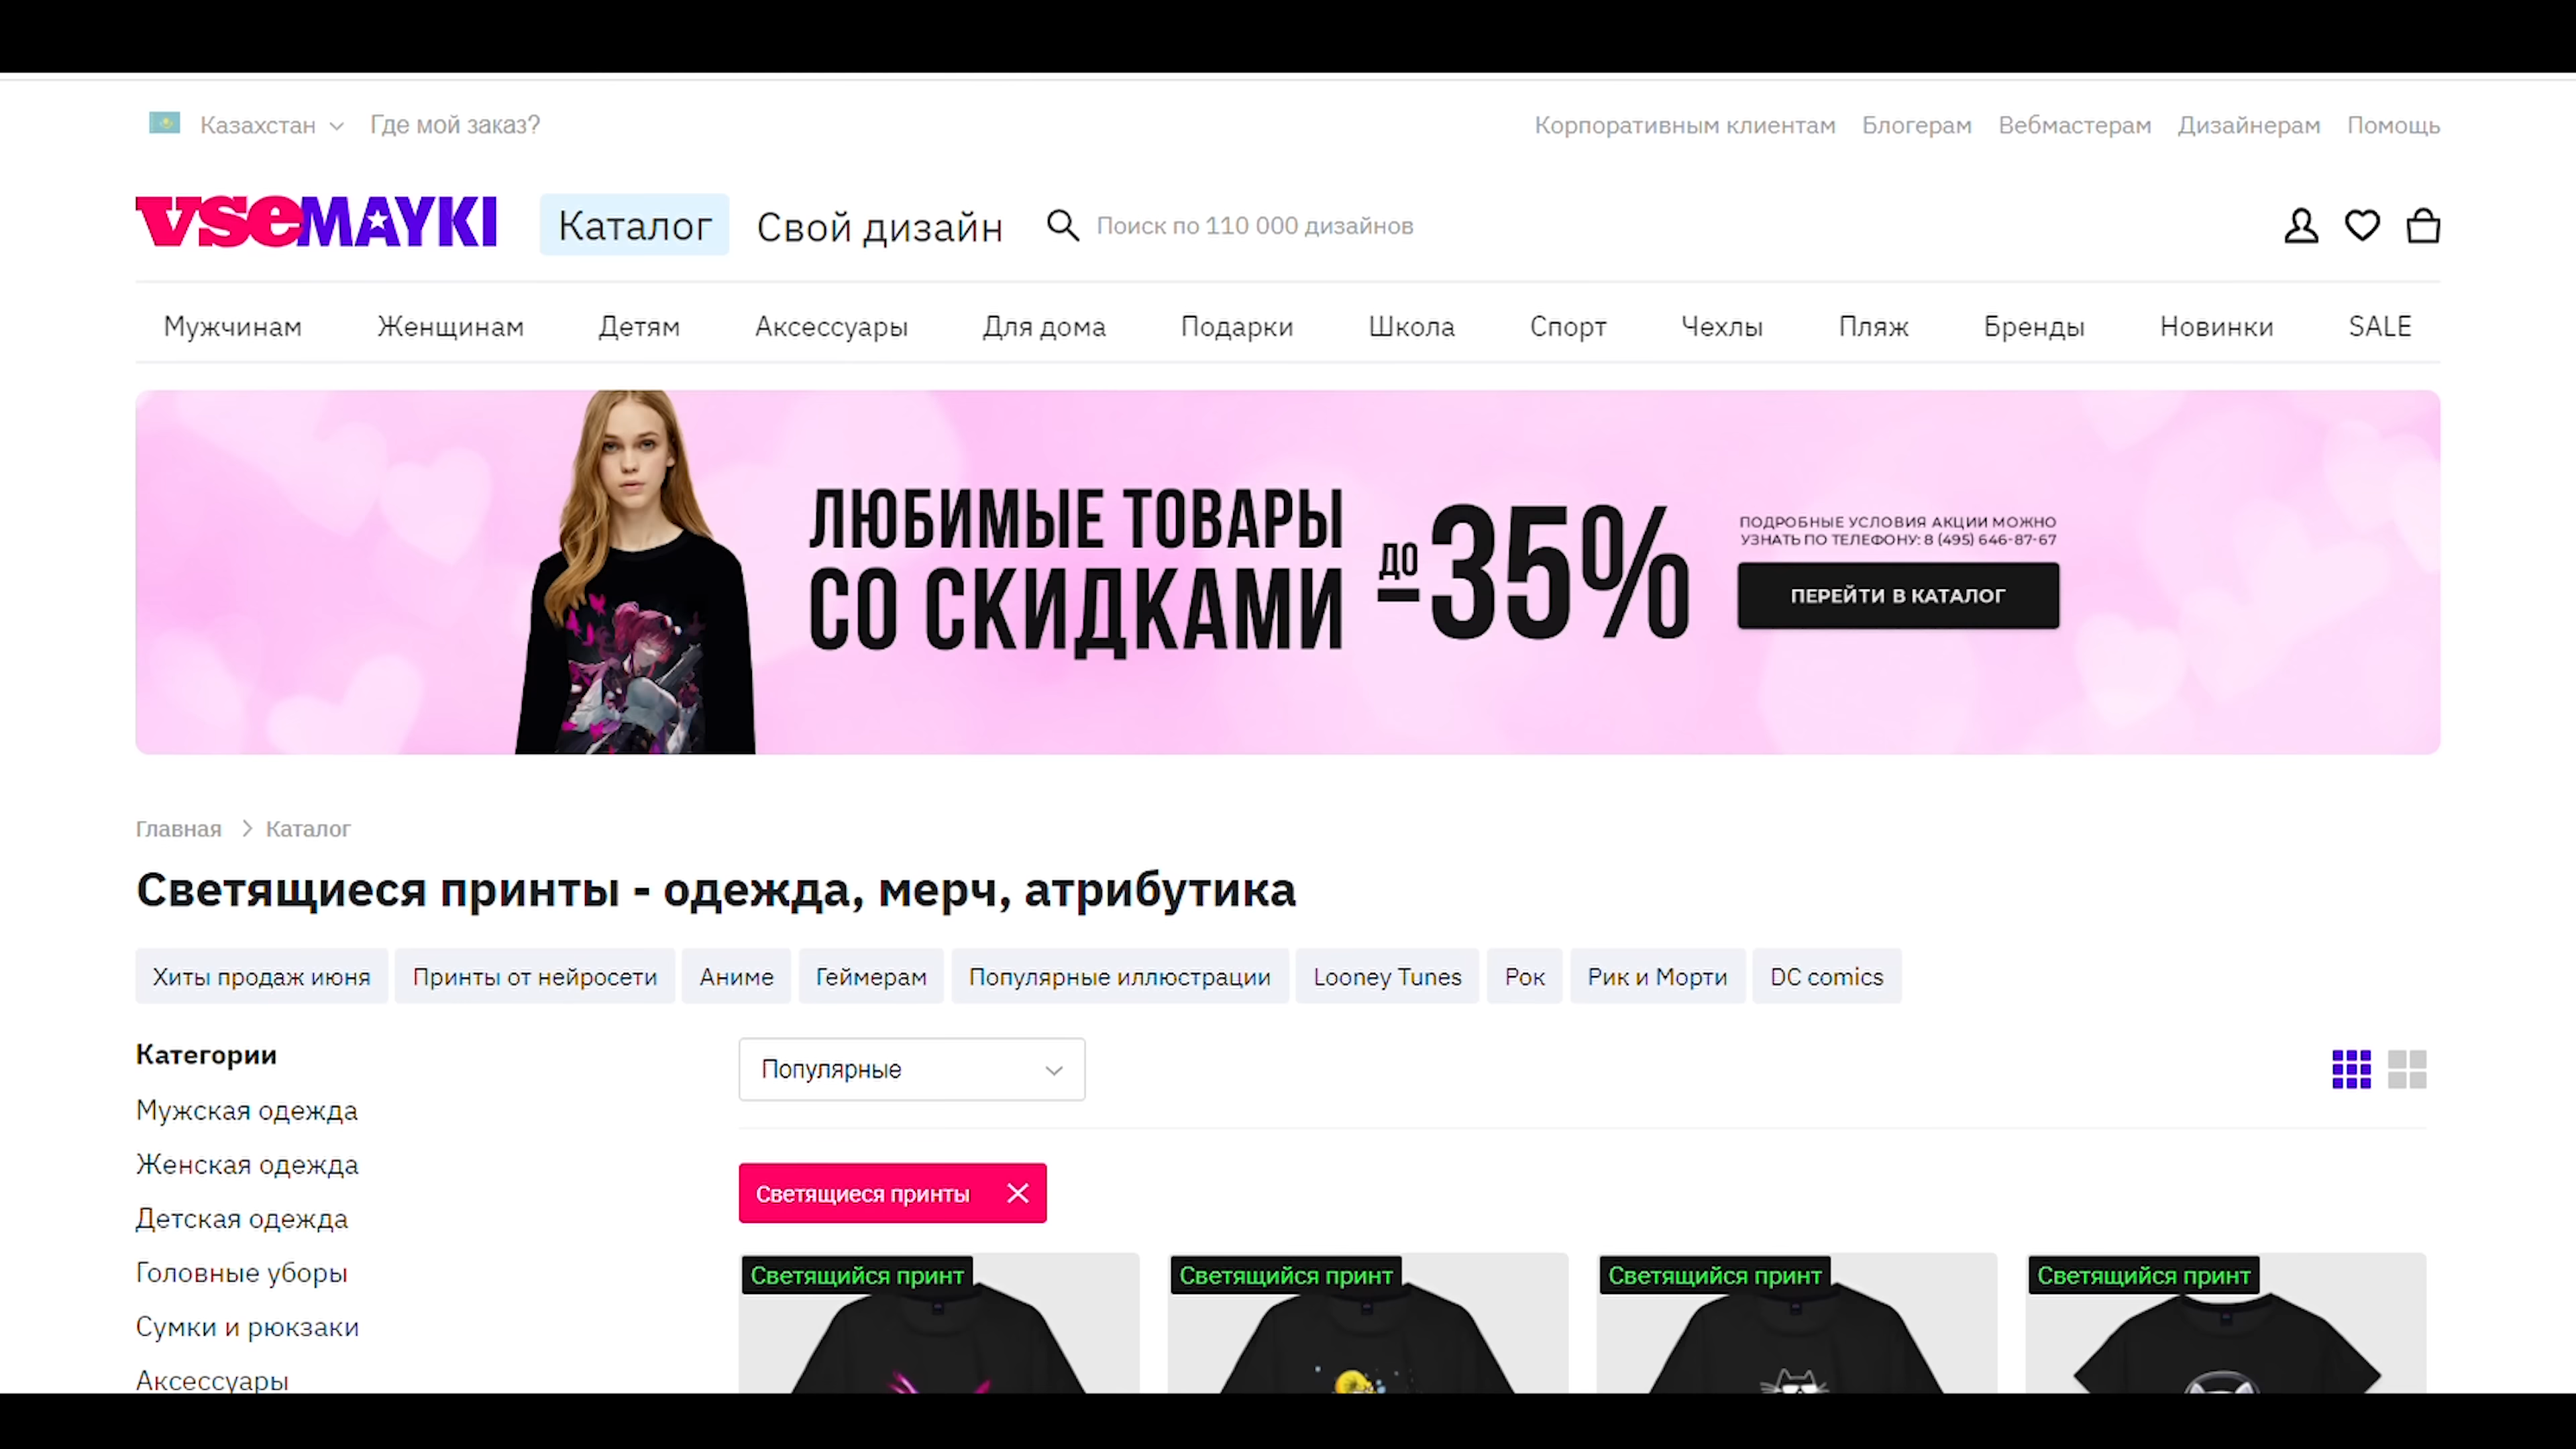 Казахстан Где мой заказ? Корпоративным клиентам Блогерам Вебмастерам Дизайнерам Помощь
vseMAYKI Каталог Свой дизайн Поиск по 110 000 дизайнов
Мужчинам Женщинам Детям Аксессуары Для дома Подарки Школа Спорт Чехлы Пляж Бренды Новинки SALE
ЛЮБИМЫЕ ТОВАРЫ
СО СКИДКАМИ
ДО
–35%
ПОДРОБНЫЕ УСЛОВИЯ АКЦИИ МОЖНО
УЗНАТЬ ПО ТЕЛЕФОНУ: 8 (495) 646-87-67
ПЕРЕЙТИ В КАТАЛОГ
Главная > Каталог
Светящиеся принты - одежда, мерч, атрибутика
Хиты продаж июня Принты от нейросети Аниме Геймерам Популярные иллюстрации Looney Tunes Рок Рик и Морти DC comics
Категории
Мужская одежда
Женская одежда
Детская одежда
Головные уборы
Сумки и рюкзаки
Аксессуары
Популярные
Светящиеся принты
Светящийся принт Светящийся принт Светящийся принт Светящийся принт